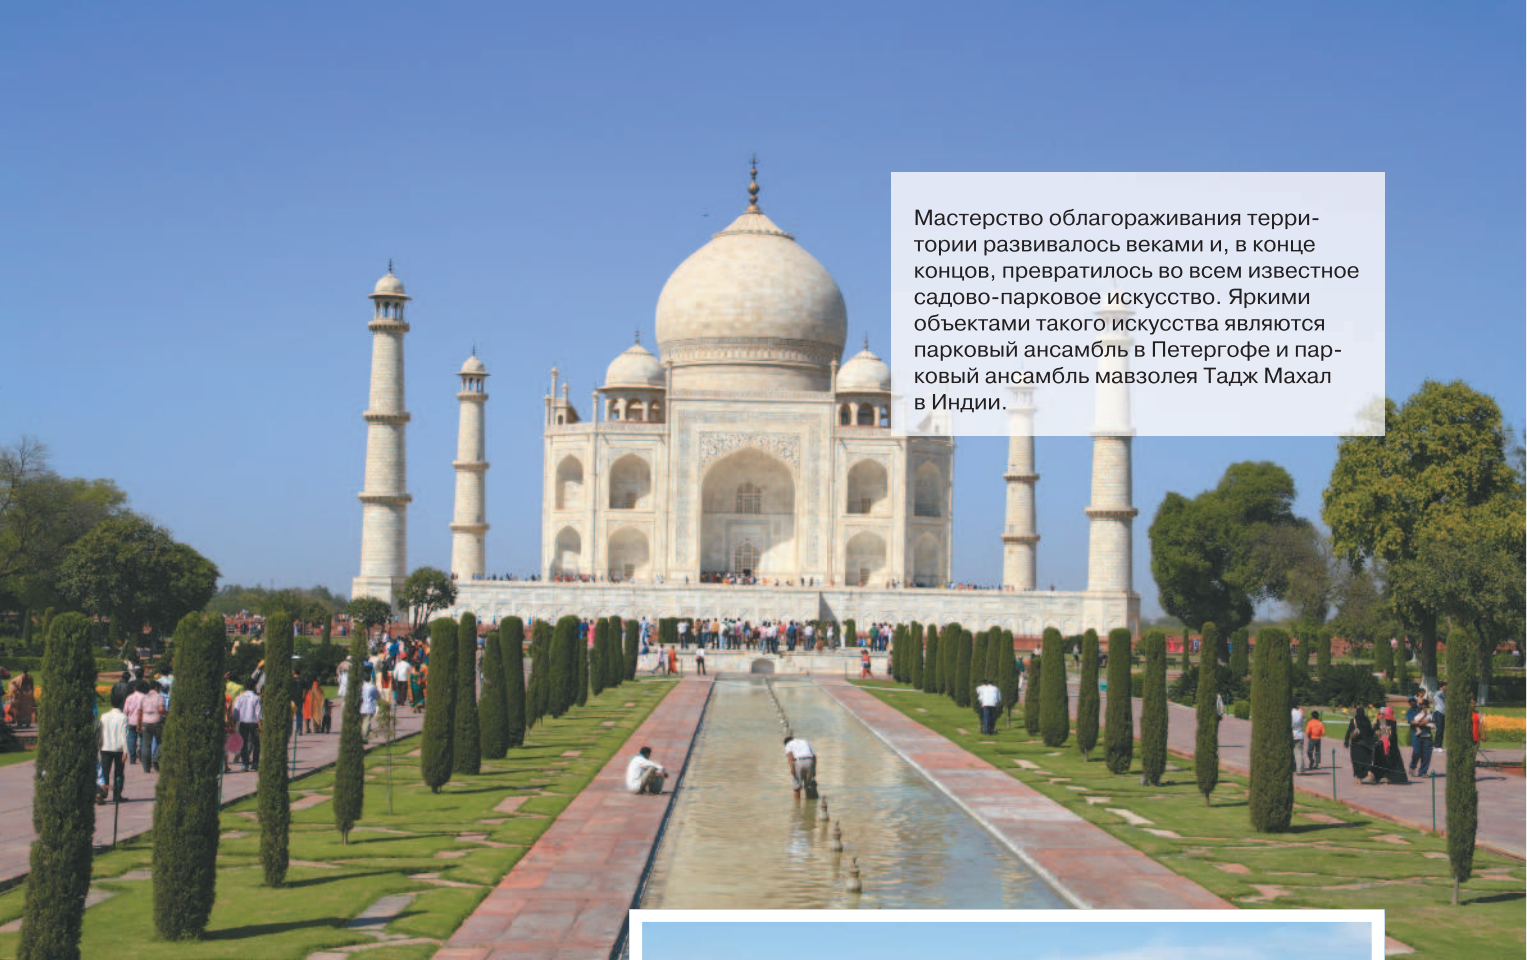 Мастерство облагораживания терри-
тории развивалось веками и, в конце
концов, превратилось во всем известное
садово-парковое искусство. Яркими
объектами такого искусства являются
парковый ансамбль в Петергофе и пар-
ковый ансамбль мавзолея Тадж Махал
в Индии.